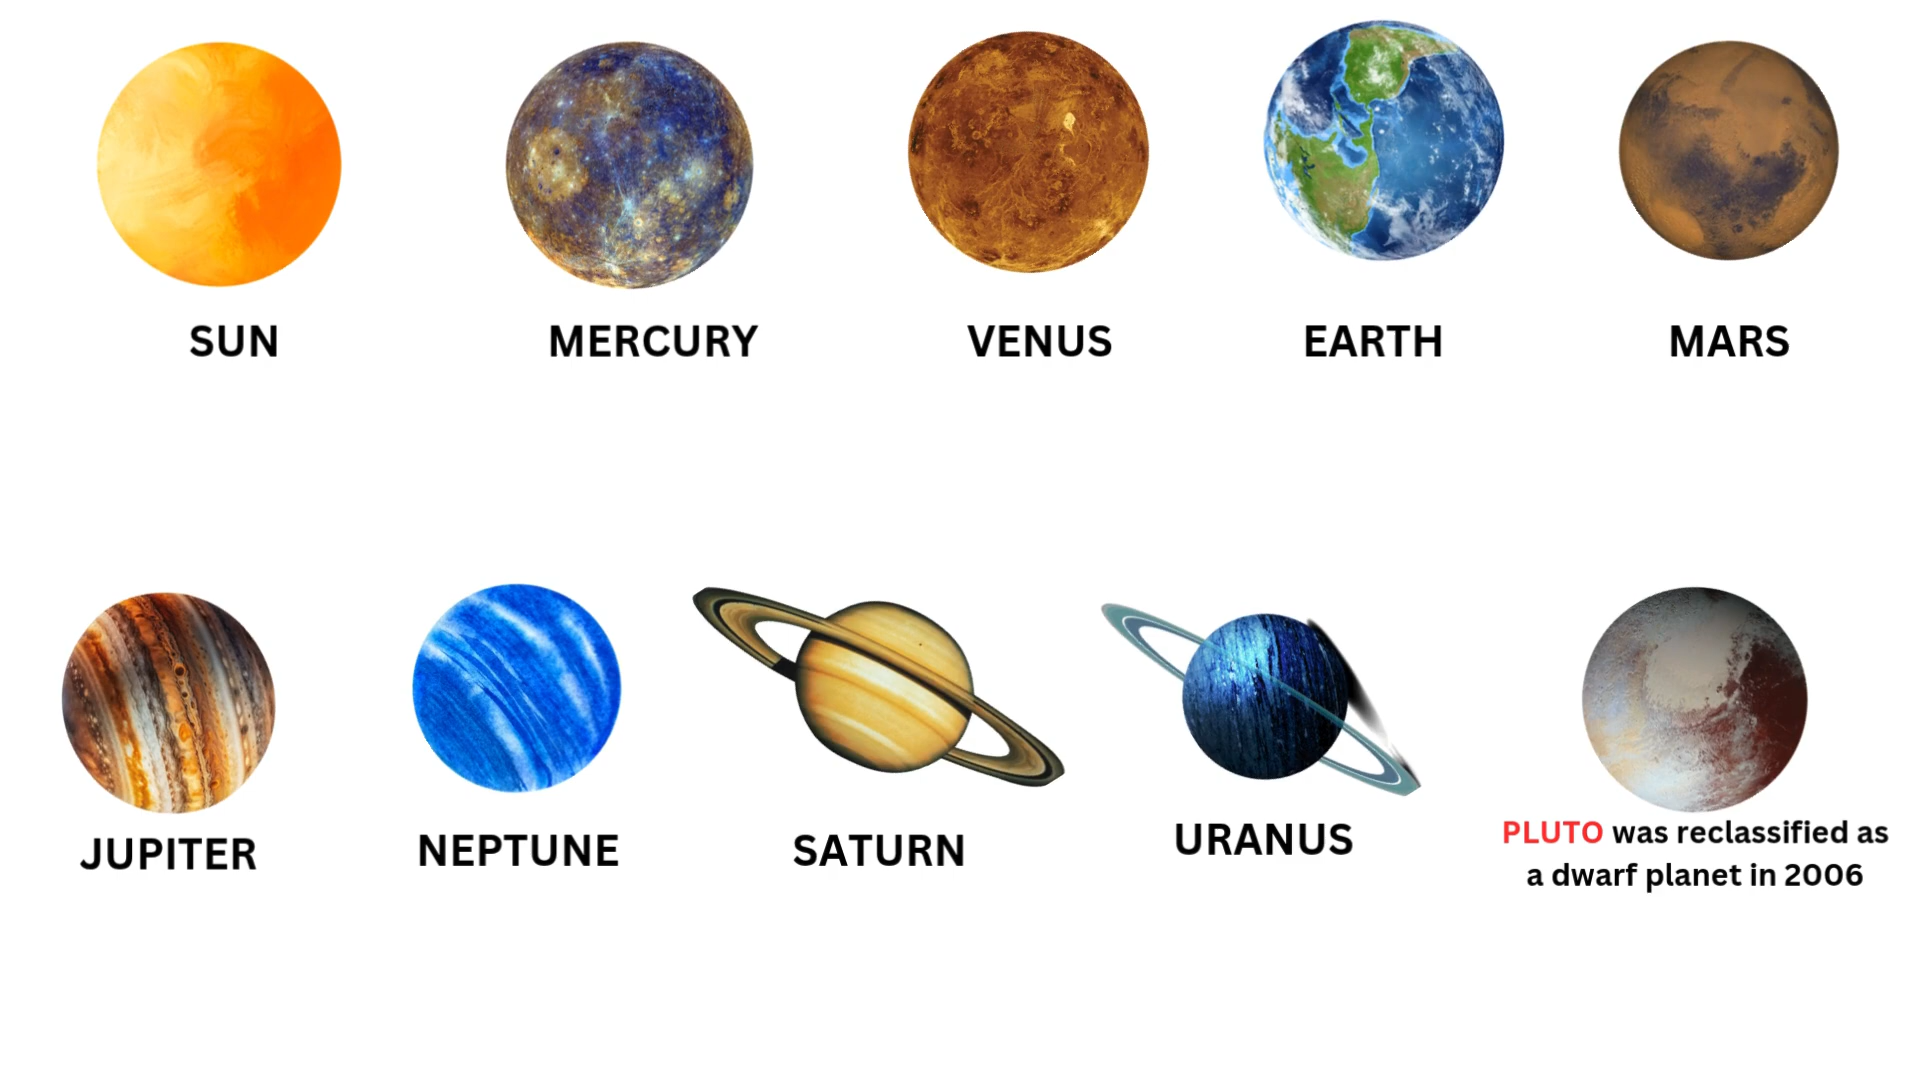 SUN
MERCURY
VENUS
EARTH
MARS
JUPITER
NEPTUNE
SATURN
URANUS
PLUTO was reclassified as
a dwarf planet in 2006